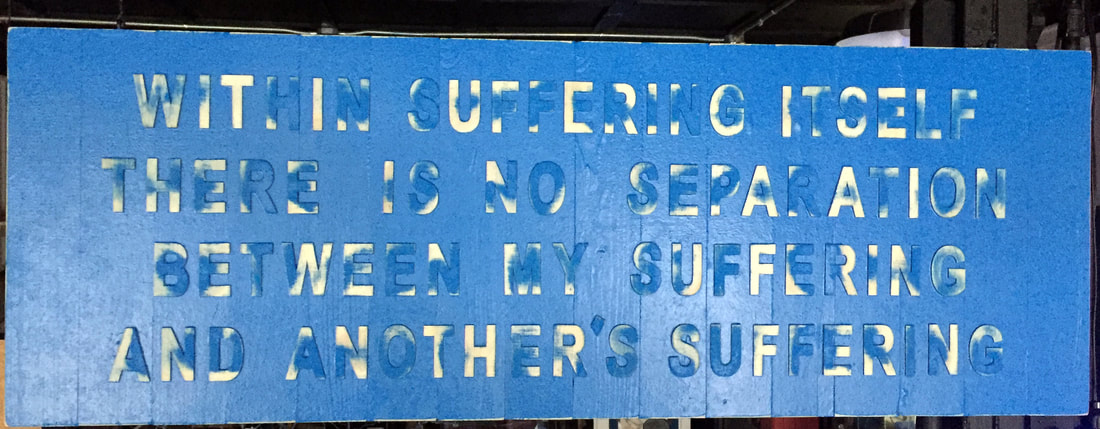 WITHIN SUFFERING ITSELF
THERE IS NO SEPARATION
BETWEEN MY SUFFERING
AND ANOTHER'S SUFFERING